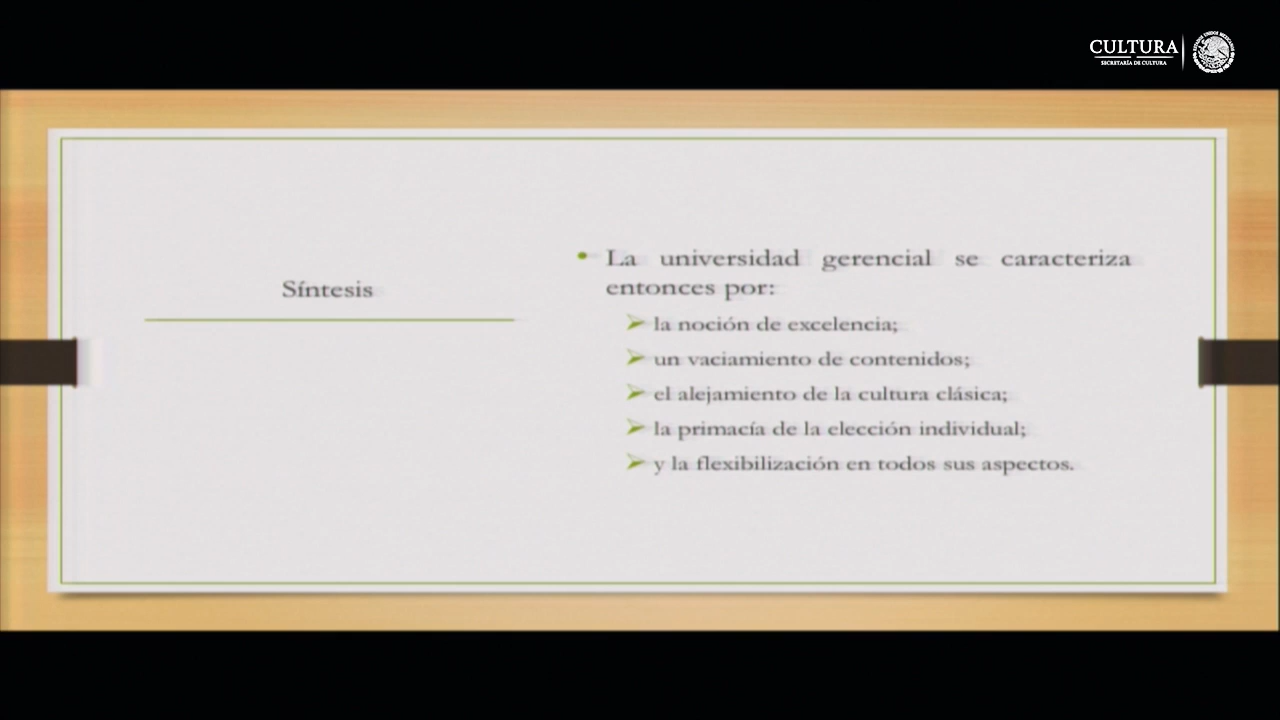 CULTURA
SECRETARÍA DE CULTURA
Síntesis
• La universidad gerencial se caracteriza
entonces por:
➢ la noción de excelencia;
➢ un vaciamiento de contenidos;
➢ el alejamiento de la cultura clásica;
➢ la primacía de la elección individual;
➢ y la flexibilización en todos sus aspectos.